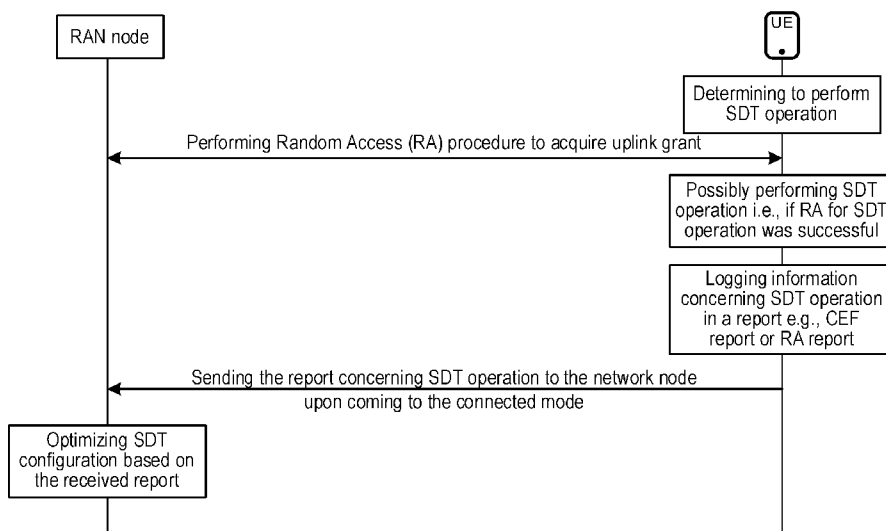 RAN node
UE
Determining to perform
SDT operation
Performing Random Access (RA) procedure to acquire uplink grant
Possibly performing SDT
operation i.e., if RA for SDT
operation was successful
Logging information
concerning SDT operation
in a report e.g., CEF
report or RA report
Sending the report concerning SDT operation to the network node
upon coming to the connected mode
Optimizing SDT
configuration based on
the received report